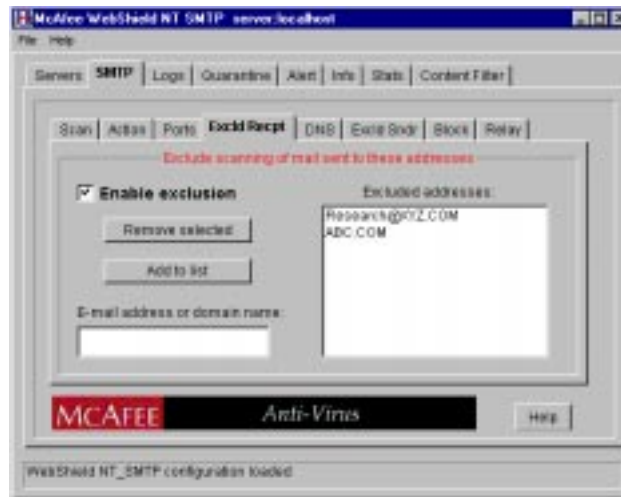 McAfee WebShield NT SMTP server:localhost
File Help
Servers SMTP Logs Quarantine Alert Info Stats Content Filter
Scan Action Ports Exctd Recpt DNS Exctd Sndr Block Relay
Exclude scanning of mail sent to these addresses
Enable exclusion
Excluded addresses:
Research@XYZ.COM
ABC.COM
Remove selected
Add to list
E-mail address or domain name:
MCAFEE Anti-Virus
Help
WebShield NT_SMTP configuration loaded